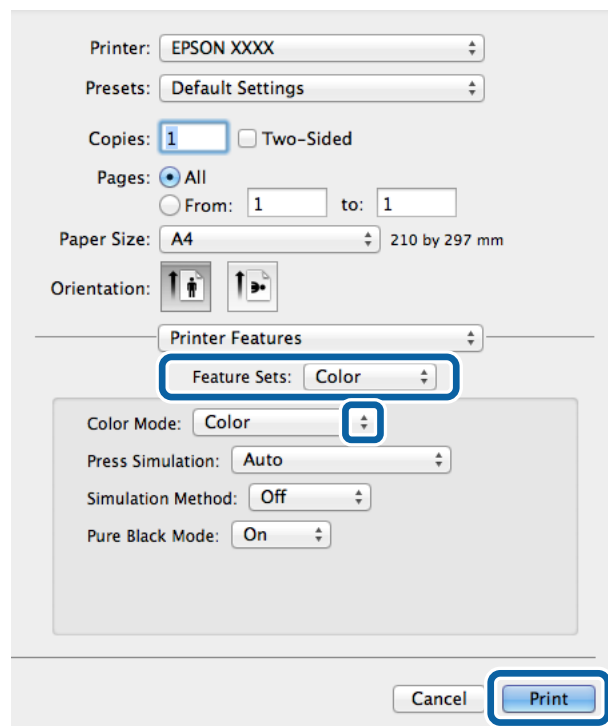 Printer: EPSON XXXX
Presets: Default Settings
Copies: 1 Two-Sided
Pages: All
From: 1 to: 1
Paper Size: A4 210 by 297 mm
Orientation:
Printer Features
Feature Sets: Color
Color Mode: Color
Press Simulation: Auto
Simulation Method: Off
Pure Black Mode: On
Cancel Print